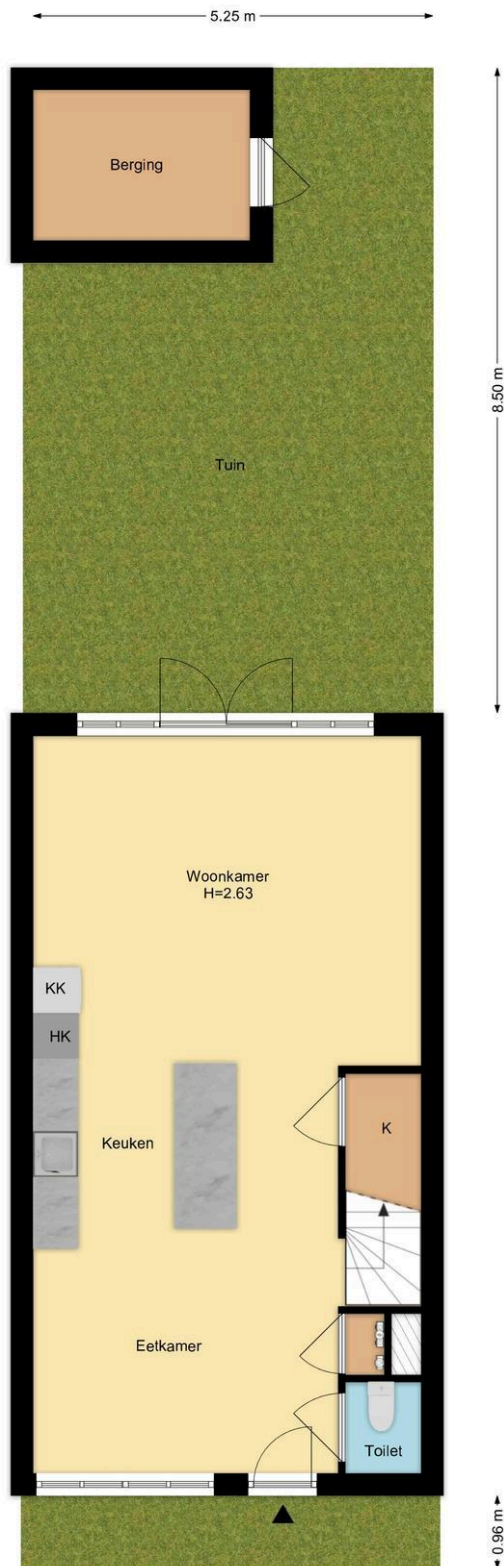 5.25 m
Berging
8.50 m
Tuin
Woonkamer
H=2.63
KK
HK
K
Keuken
Eetkamer
Toilet
0.96 m